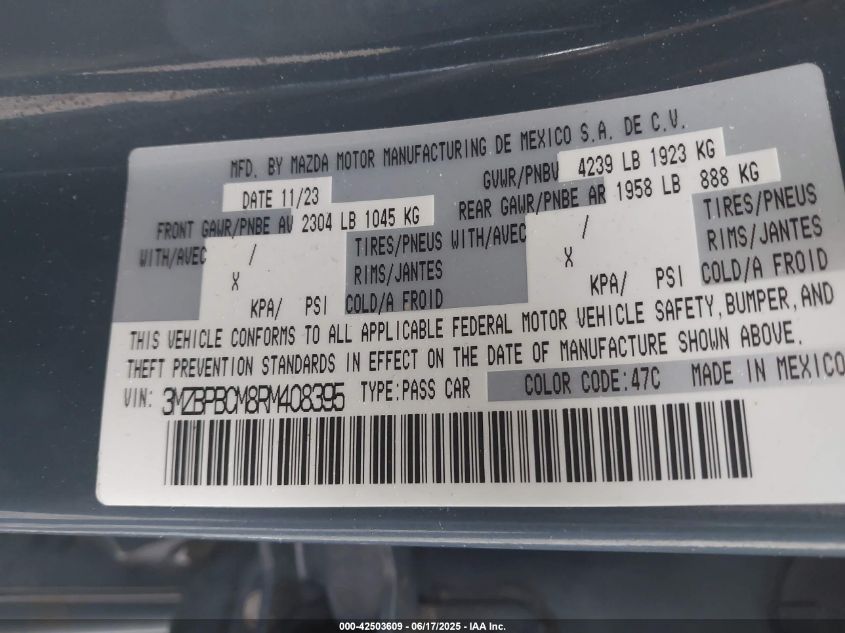 MFD. BY MAZDA MOTOR MANUFACTURING DE MEXICO S.A. DE C.V.
DATE 11/23 GVWR/PNBV 4239 LB 1923 KG
FRONT GAWR/PNBE AV 2304 LB 1045 KG REAR GAWR/PNBE AR 1958 LB 888 KG
WITH/AVEC / TIRES/PNEUS WITH/AVEC / TIRES/PNEUS
X RIMS/JANTES X RIMS/JANTES
KPA/ PSI COLD/A FROID KPA/ PSI COLD/A FROID
THIS VEHICLE CONFORMS TO ALL APPLICABLE FEDERAL MOTOR VEHICLE SAFETY, BUMPER, AND
THEFT PREVENTION STANDARDS IN EFFECT ON THE DATE OF MANUFACTURE SHOWN ABOVE.
VIN: 3MZBPBCM8RM408395 TYPE:PASS CAR COLOR CODE:47C MADE IN MEXICO
000-42503609 - 06/17/2025 - IAA Inc.